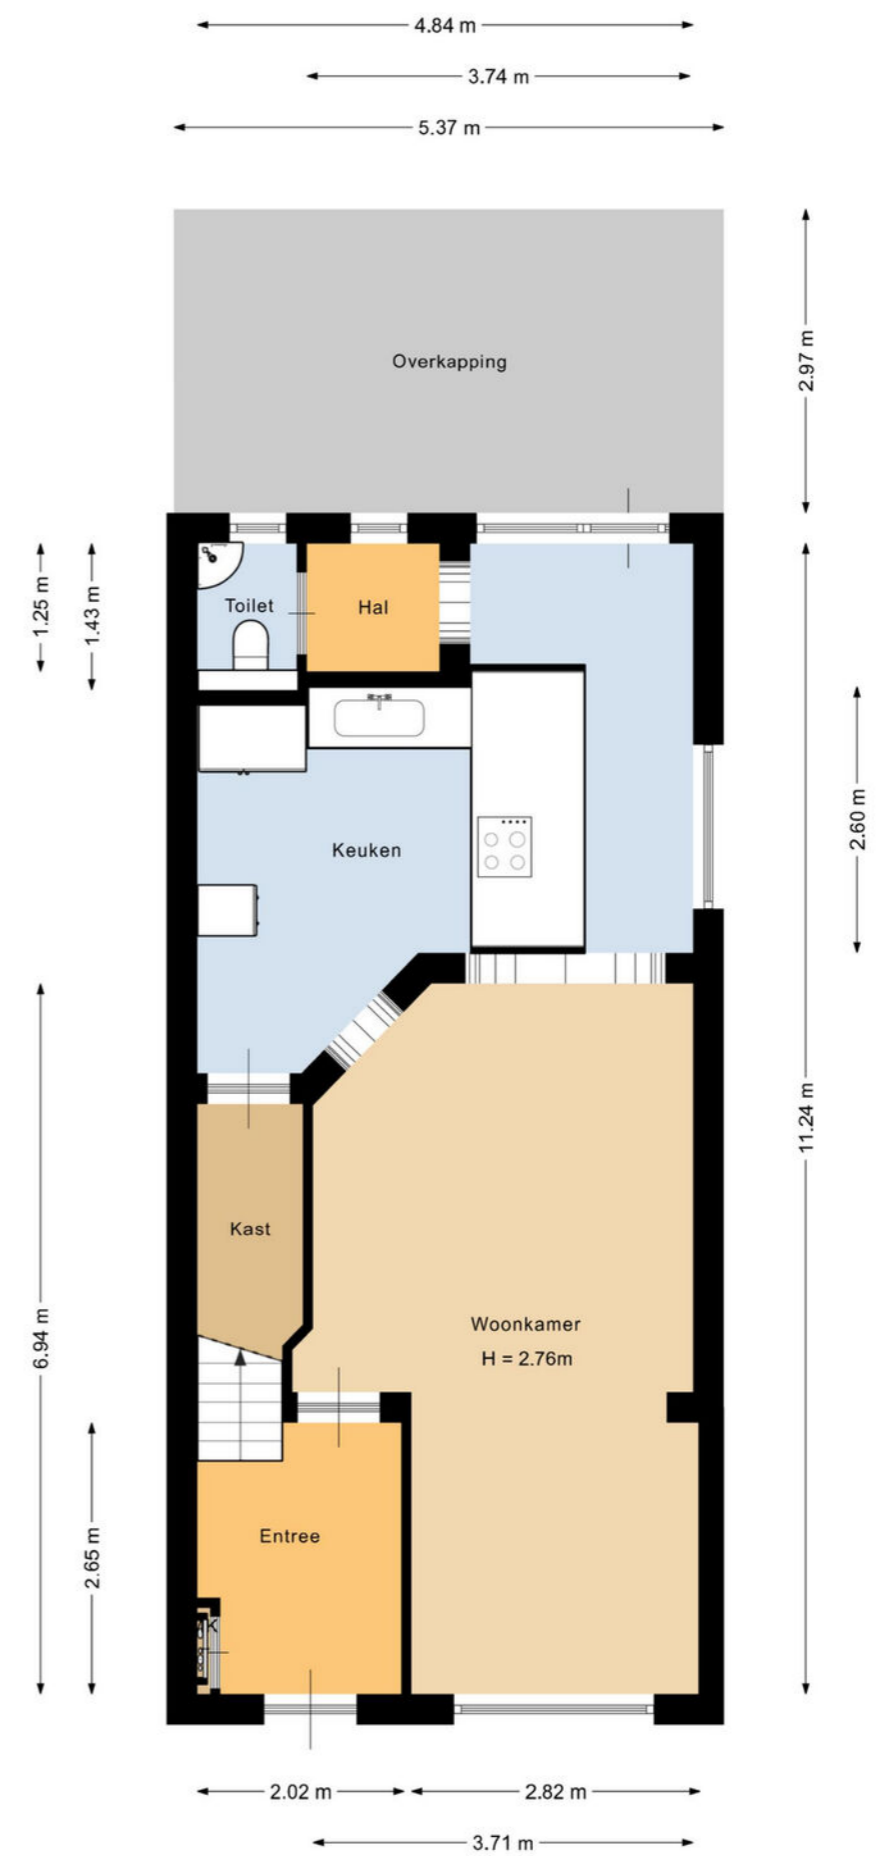 4.84 m
3.74 m
5.37 m
Overkapping
2.97 m
1.25 m
1.43 m
Toilet
Hal
Keuken
2.60 m
11.24 m
6.94 m
Kast
Woonkamer
H = 2.76m
2.65 m
Entree
K
2.02 m
2.82 m
3.71 m